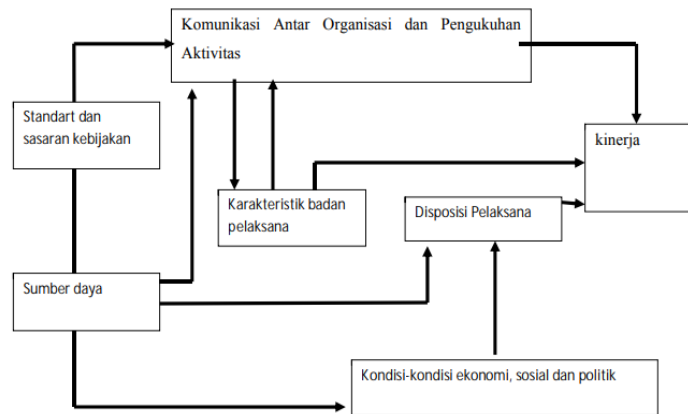 Komunikasi Antar Organisasi dan Pengukuhan
Aktivitas
Standart dan
sasaran kebijakan
kinerja
Karakteristik badan
pelaksana
Disposisi Pelaksana
Sumber daya
Kondisi-kondisi ekonomi, sosial dan politik